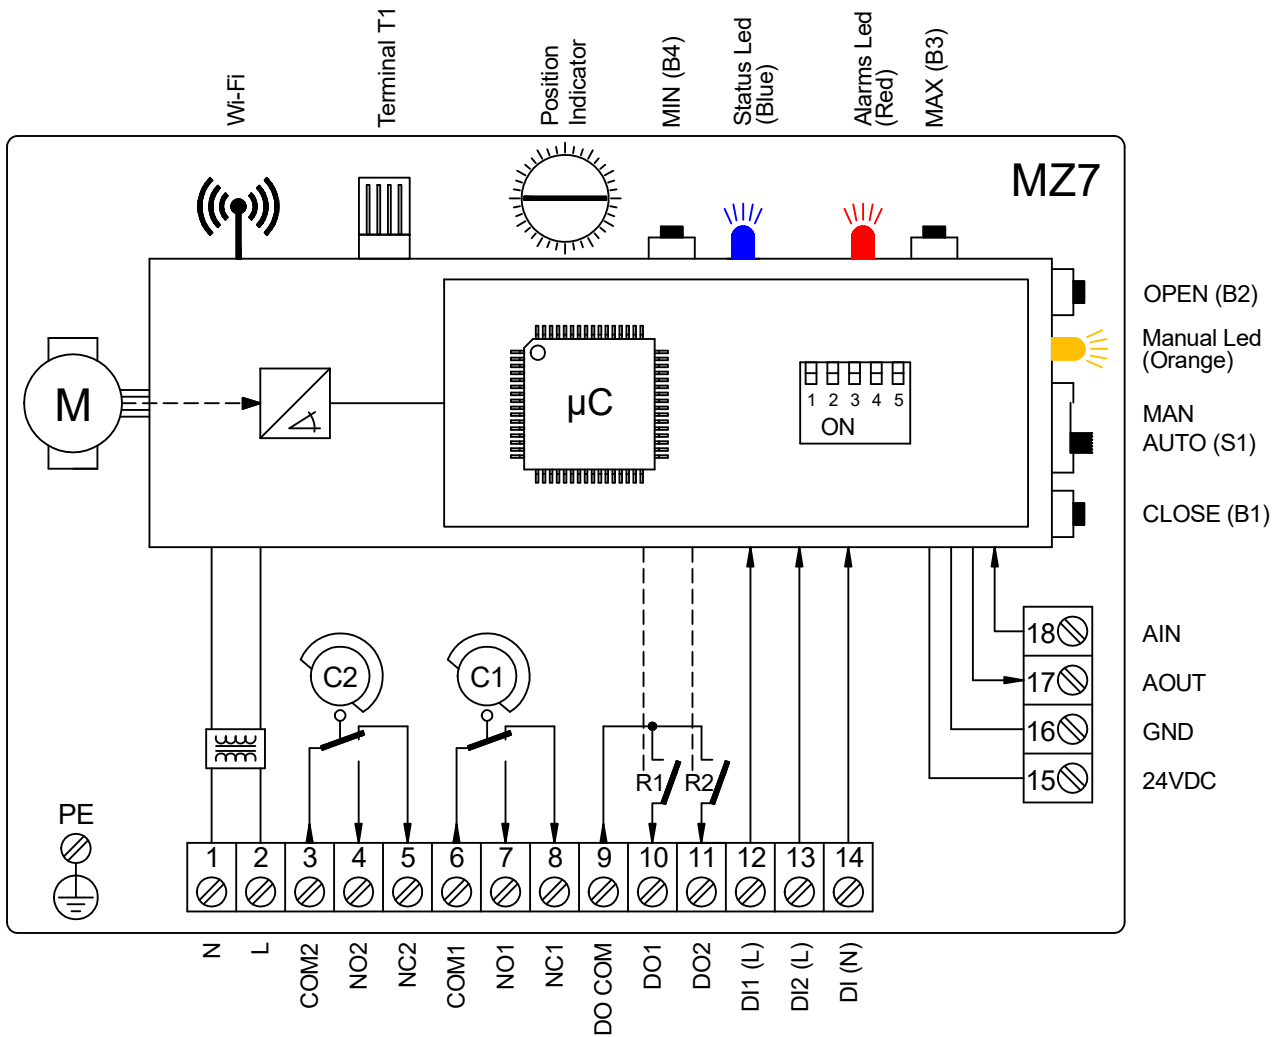 Wi-Fi
Terminal T1
Position
Indicator
MIN (B4)
Status Led
(Blue)
Alarms Led
(Red)
MAX (B3)
MZ7
OPEN (B2)
Manual Led
(Orange)
MAN
AUTO (S1)
CLOSE (B1)
M
µC
1 2 3 4 5
ON
18 AIN
17 AOUT
16 GND
15 24VDC
C2
C1
R1
R2
PE
1 2 3 4 5 6 7 8 9 10 11 12 13 14
N
L
COM2
NO2
NC2
COM1
NO1
NC1
DO COM
DO1
DO2
DI1 (L)
DI2 (L)
DI (N)